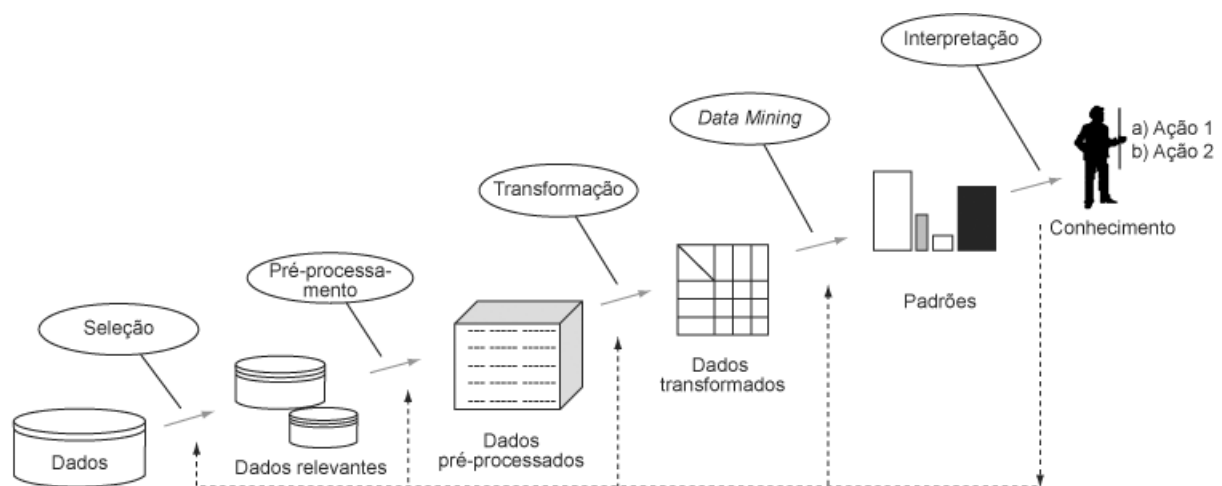 Seleção
Dados
Pré-processa-
mento
Dados relevantes
Transformação
Dados
pré-processados
Data Mining
Dados
transformados
Interpretação
Padrões
a) Ação 1
b) Ação 2
Conhecimento